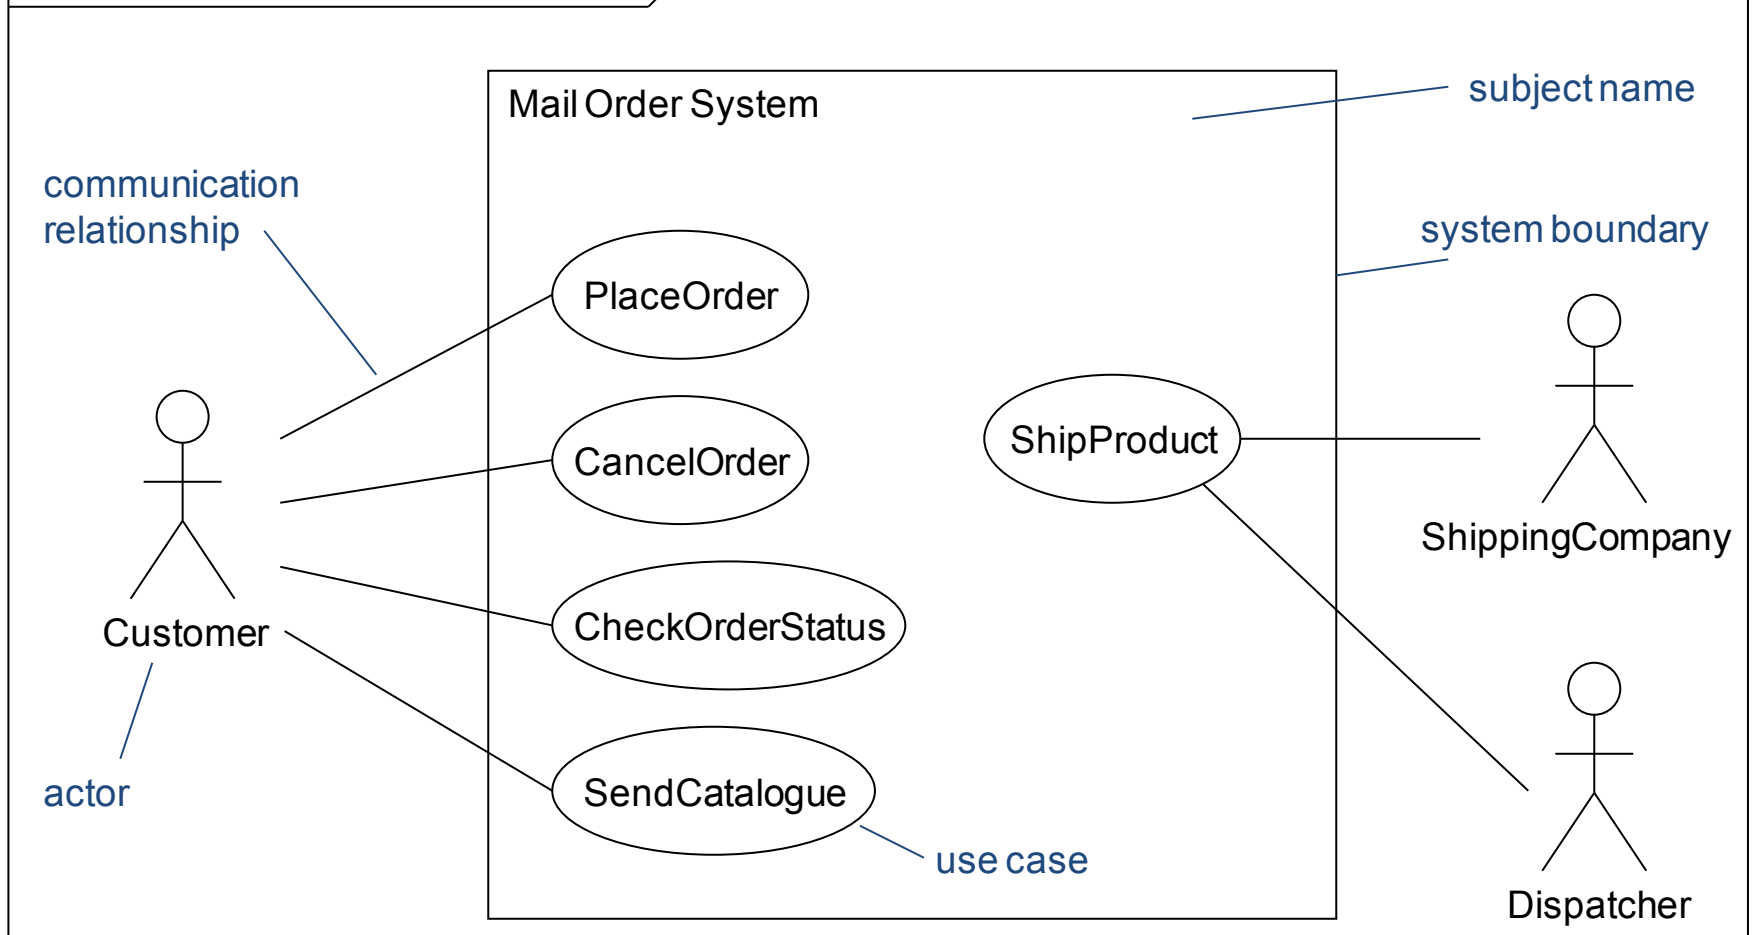 subject name
Mail Order System
communication
relationship
system boundary
PlaceOrder
CancelOrder
ShipProduct
ShippingCompany
CheckOrderStatus
Customer
actor
SendCatalogue
use case
Dispatcher